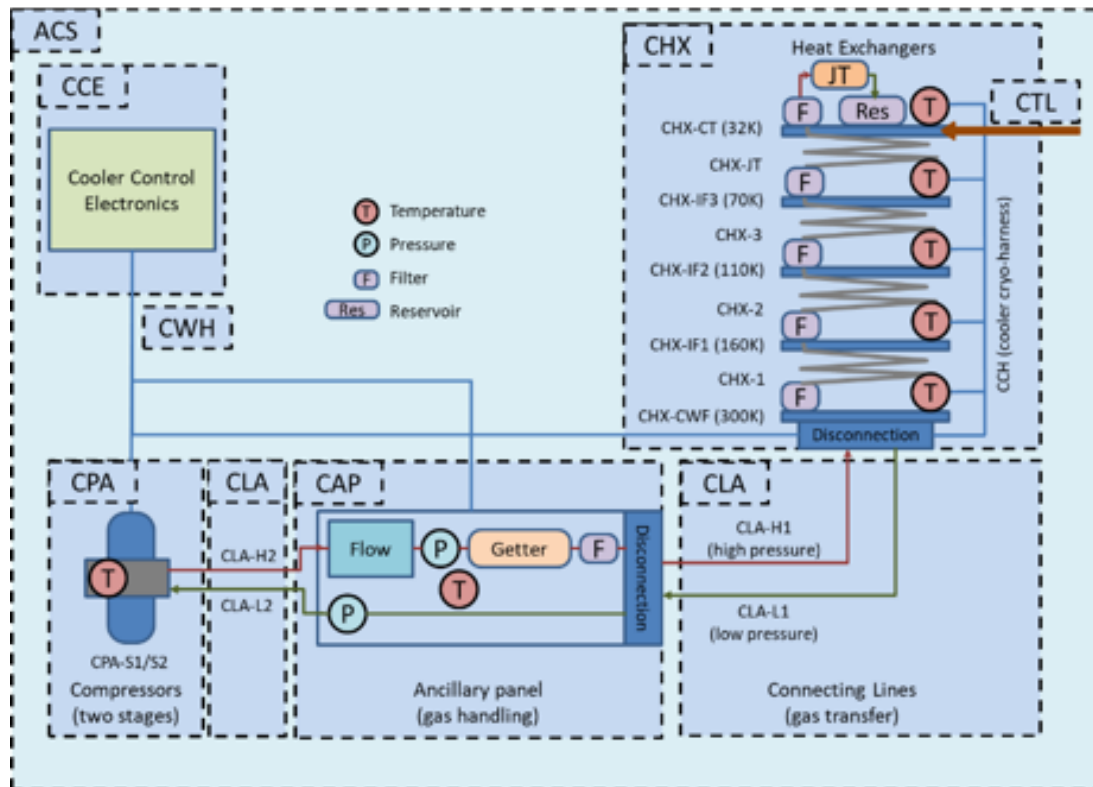 ACS
CCE
Cooler Control
Electronics
CWH
T Temperature
P Pressure
F Filter
Res Reservoir
CHX
Heat Exchangers
JT
F
Res
T
CTL
CHX-CT (32K)
CHX-JT
F
T
CHX-IF3 (70K)
CHX-3
F
T
CHX-IF2 (110K)
CHX-2
F
T
CHX-IF1 (160K)
CHX-1
F
T
CHX-CWF (300K)
Disconnection
CCH (cooler cryo-harness)
CPA
T
CPA-S1/S2
Compressors
(two stages)
CLA
CLA-H2
CLA-L2
CAP
Flow
P
Getter
F
T
P
Disconnection
Ancillary panel
(gas handling)
CLA
CLA-H1
(high pressure)
CLA-L1
(low pressure)
Connecting Lines
(gas transfer)